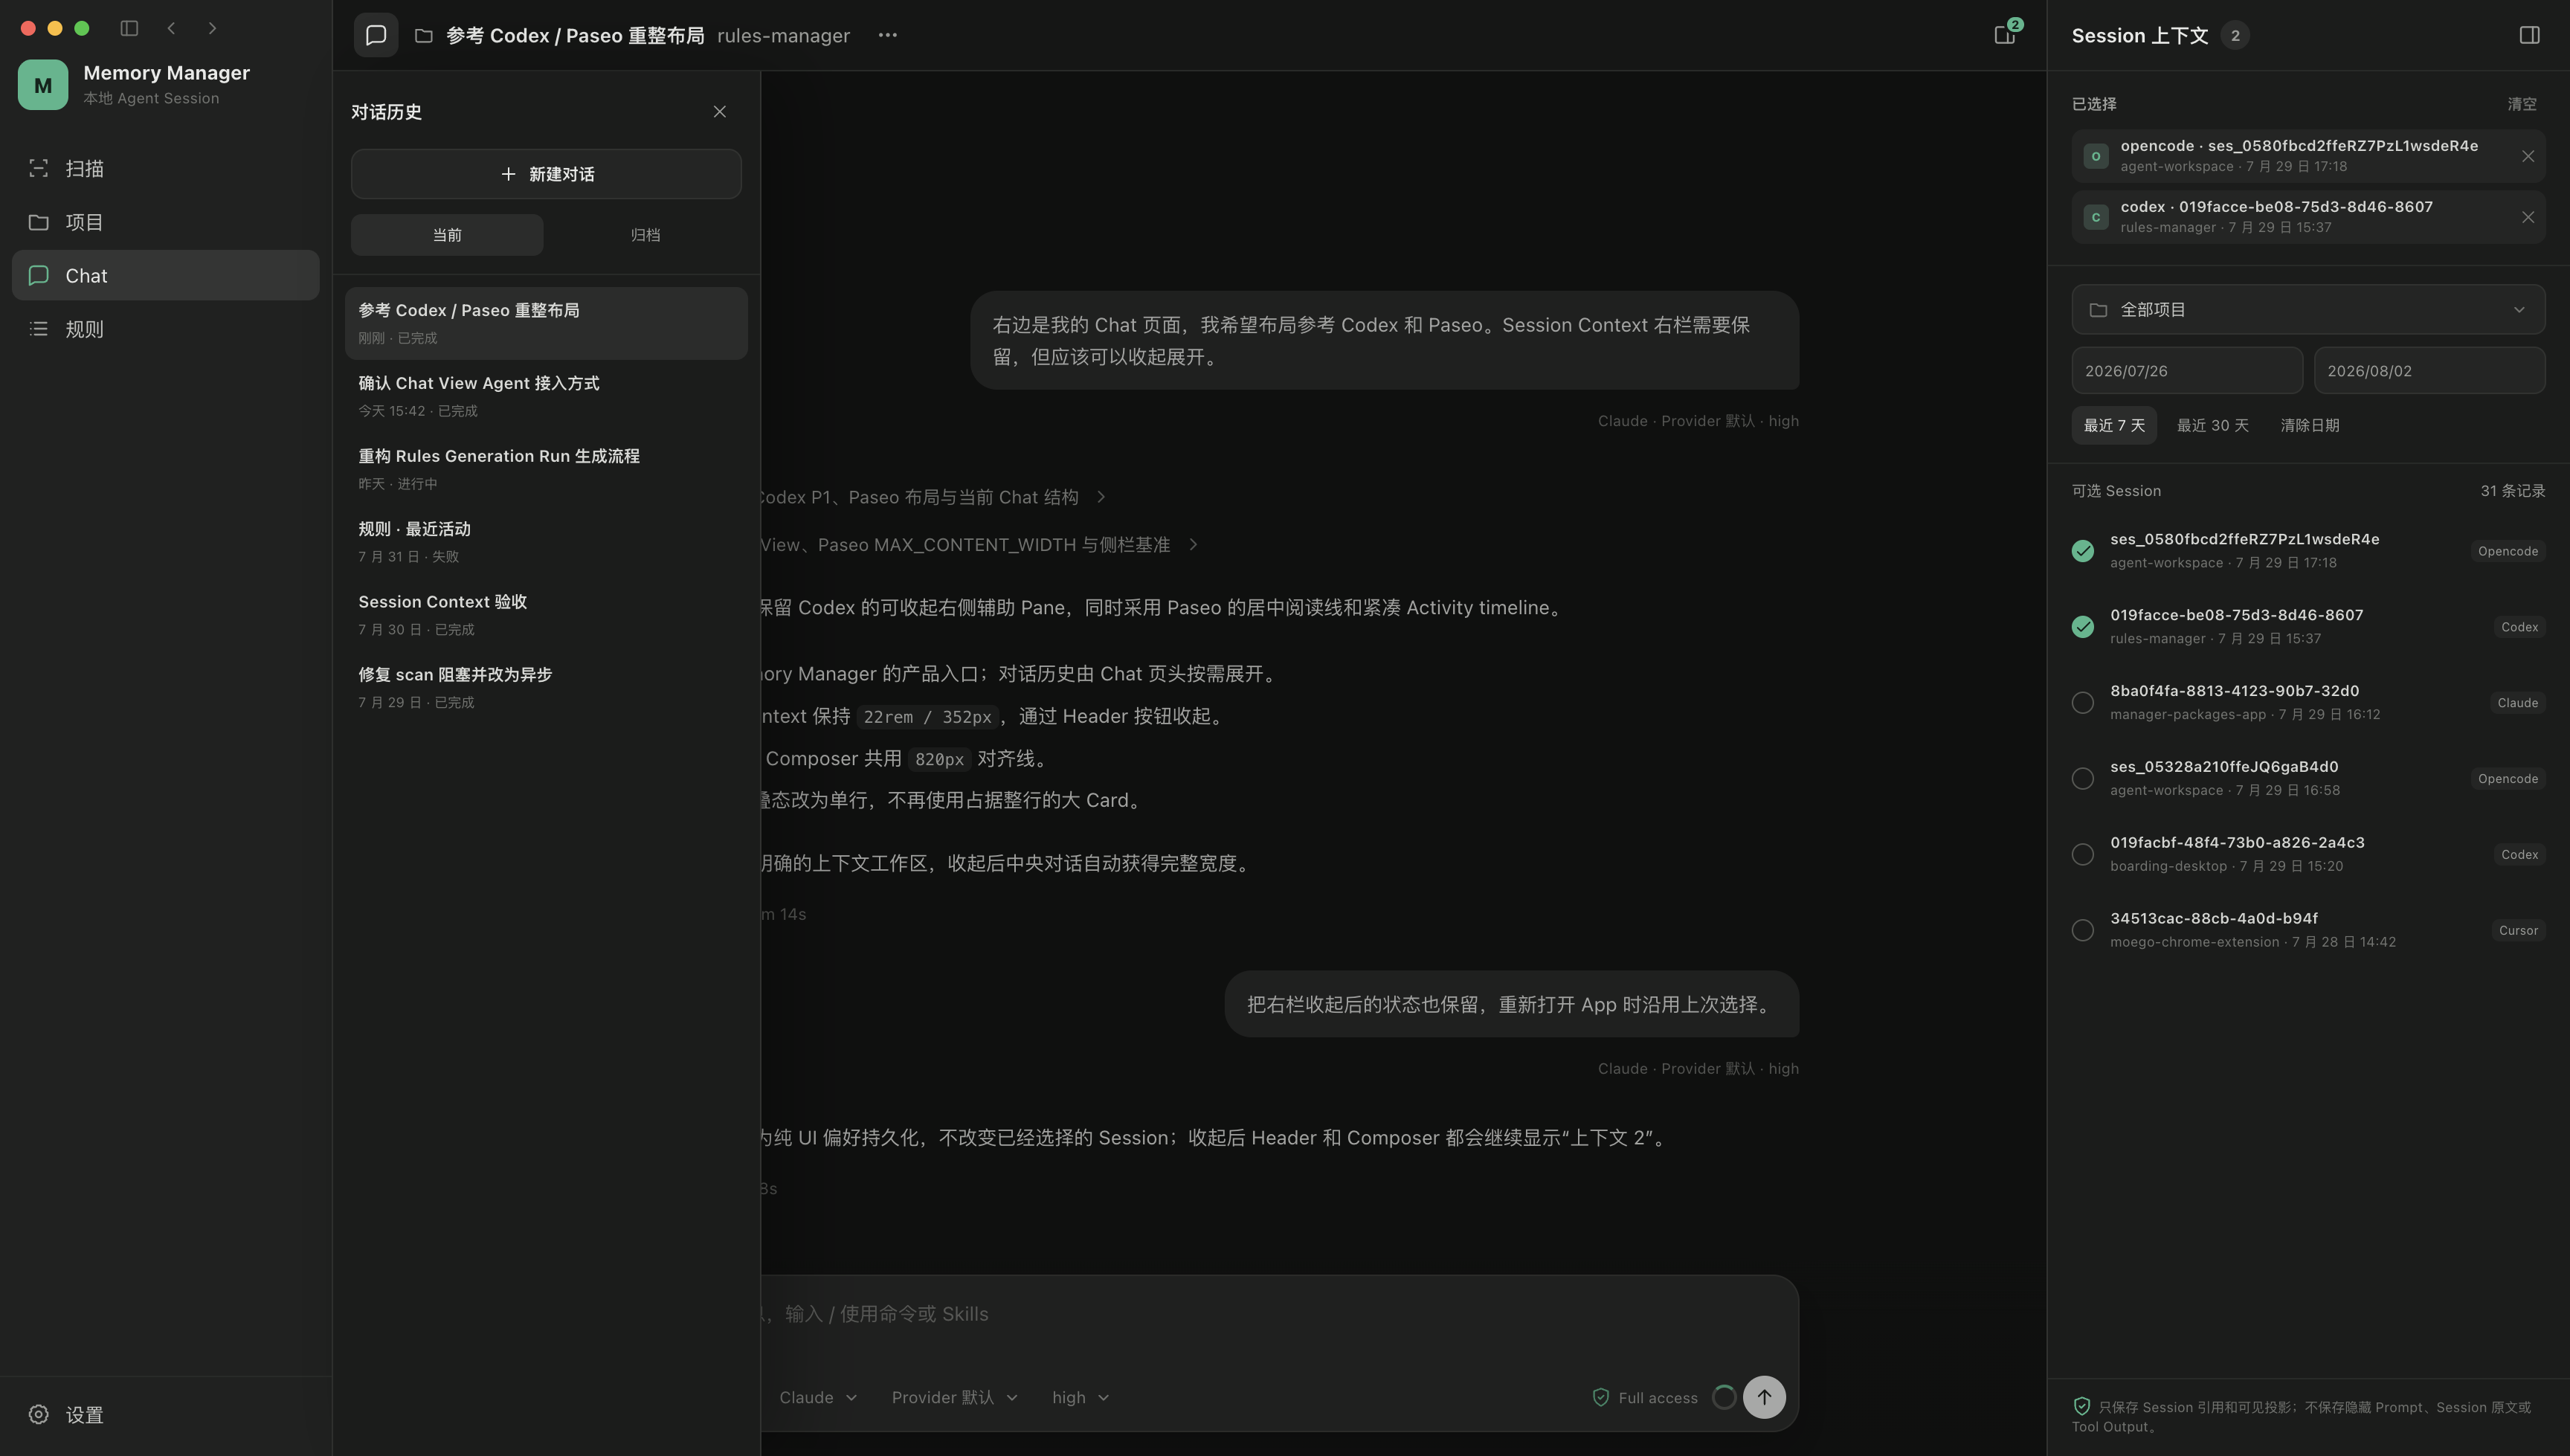 M
Memory Manager
本地 Agent Session
扫描
项目
Chat
规则
设置
参考 Codex / Paseo 重整布局 rules-manager
2
对话历史
新建对话
当前
归档
参考 Codex / Paseo 重整布局
刚刚 · 已完成
确认 Chat View Agent 接入方式
今天 15:42 · 已完成
重构 Rules Generation Run 生成流程
昨天 · 进行中
规则 · 最近活动
7 月 31 日 · 失败
Session Context 验收
7 月 30 日 · 已完成
修复 scan 阻塞并改为异步
7 月 29 日 · 已完成
右边是我的 Chat 页面，我希望布局参考 Codex 和 Paseo。Session Context 右栏需要保
留，但应该可以收起展开。
Claude · Provider 默认 · high
Codex P1、Paseo 布局与当前 Chat 结构
View、Paseo MAX_CONTENT_WIDTH 与侧栏基准
保留 Codex 的可收起右侧辅助 Pane，同时采用 Paseo 的居中阅读线和紧凑 Activity timeline。
ory Manager 的产品入口；对话历史由 Chat 页头按需展开。
ntext 保持 22rem / 352px，通过 Header 按钮收起。
Composer 共用 820px 对齐线。
叠态改为单行，不再使用占据整行的大 Card。
明确的上下文工作区，收起后中央对话自动获得完整宽度。
m 14s
把右栏收起后的状态也保留，重新打开 App 时沿用上次选择。
Claude · Provider 默认 · high
为纯 UI 偏好持久化，不改变已经选择的 Session；收起后 Header 和 Composer 都会继续显示“上下文 2”。
8s
，输入 / 使用命令或 Skills
Claude
Provider 默认
high
Full access
Session 上下文 2
已选择
清空
O
opencode · ses_0580fbcd2ffeRZ7PzL1wsdeR4e
agent-workspace · 7 月 29 日 17:18
C
codex · 019facce-be08-75d3-8d46-8607
rules-manager · 7 月 29 日 15:37
全部项目
2026/07/26
2026/08/02
最近 7 天
最近 30 天
清除日期
可选 Session
31 条记录
ses_0580fbcd2ffeRZ7PzL1wsdeR4e
agent-workspace · 7 月 29 日 17:18
Opencode
019facce-be08-75d3-8d46-8607
rules-manager · 7 月 29 日 15:37
Codex
8ba0f4fa-8813-4123-90b7-32d0
manager-packages-app · 7 月 29 日 16:12
Claude
ses_05328a210ffeJQ6gaB4d0
agent-workspace · 7 月 29 日 16:58
Opencode
019facbf-48f4-73b0-a826-2a4c3
boarding-desktop · 7 月 29 日 15:20
Codex
34513cac-88cb-4a0d-b94f
moego-chrome-extension · 7 月 28 日 14:42
Cursor
只保存 Session 引用和可见投影；不保存隐藏 Prompt、Session 原文或
Tool Output。